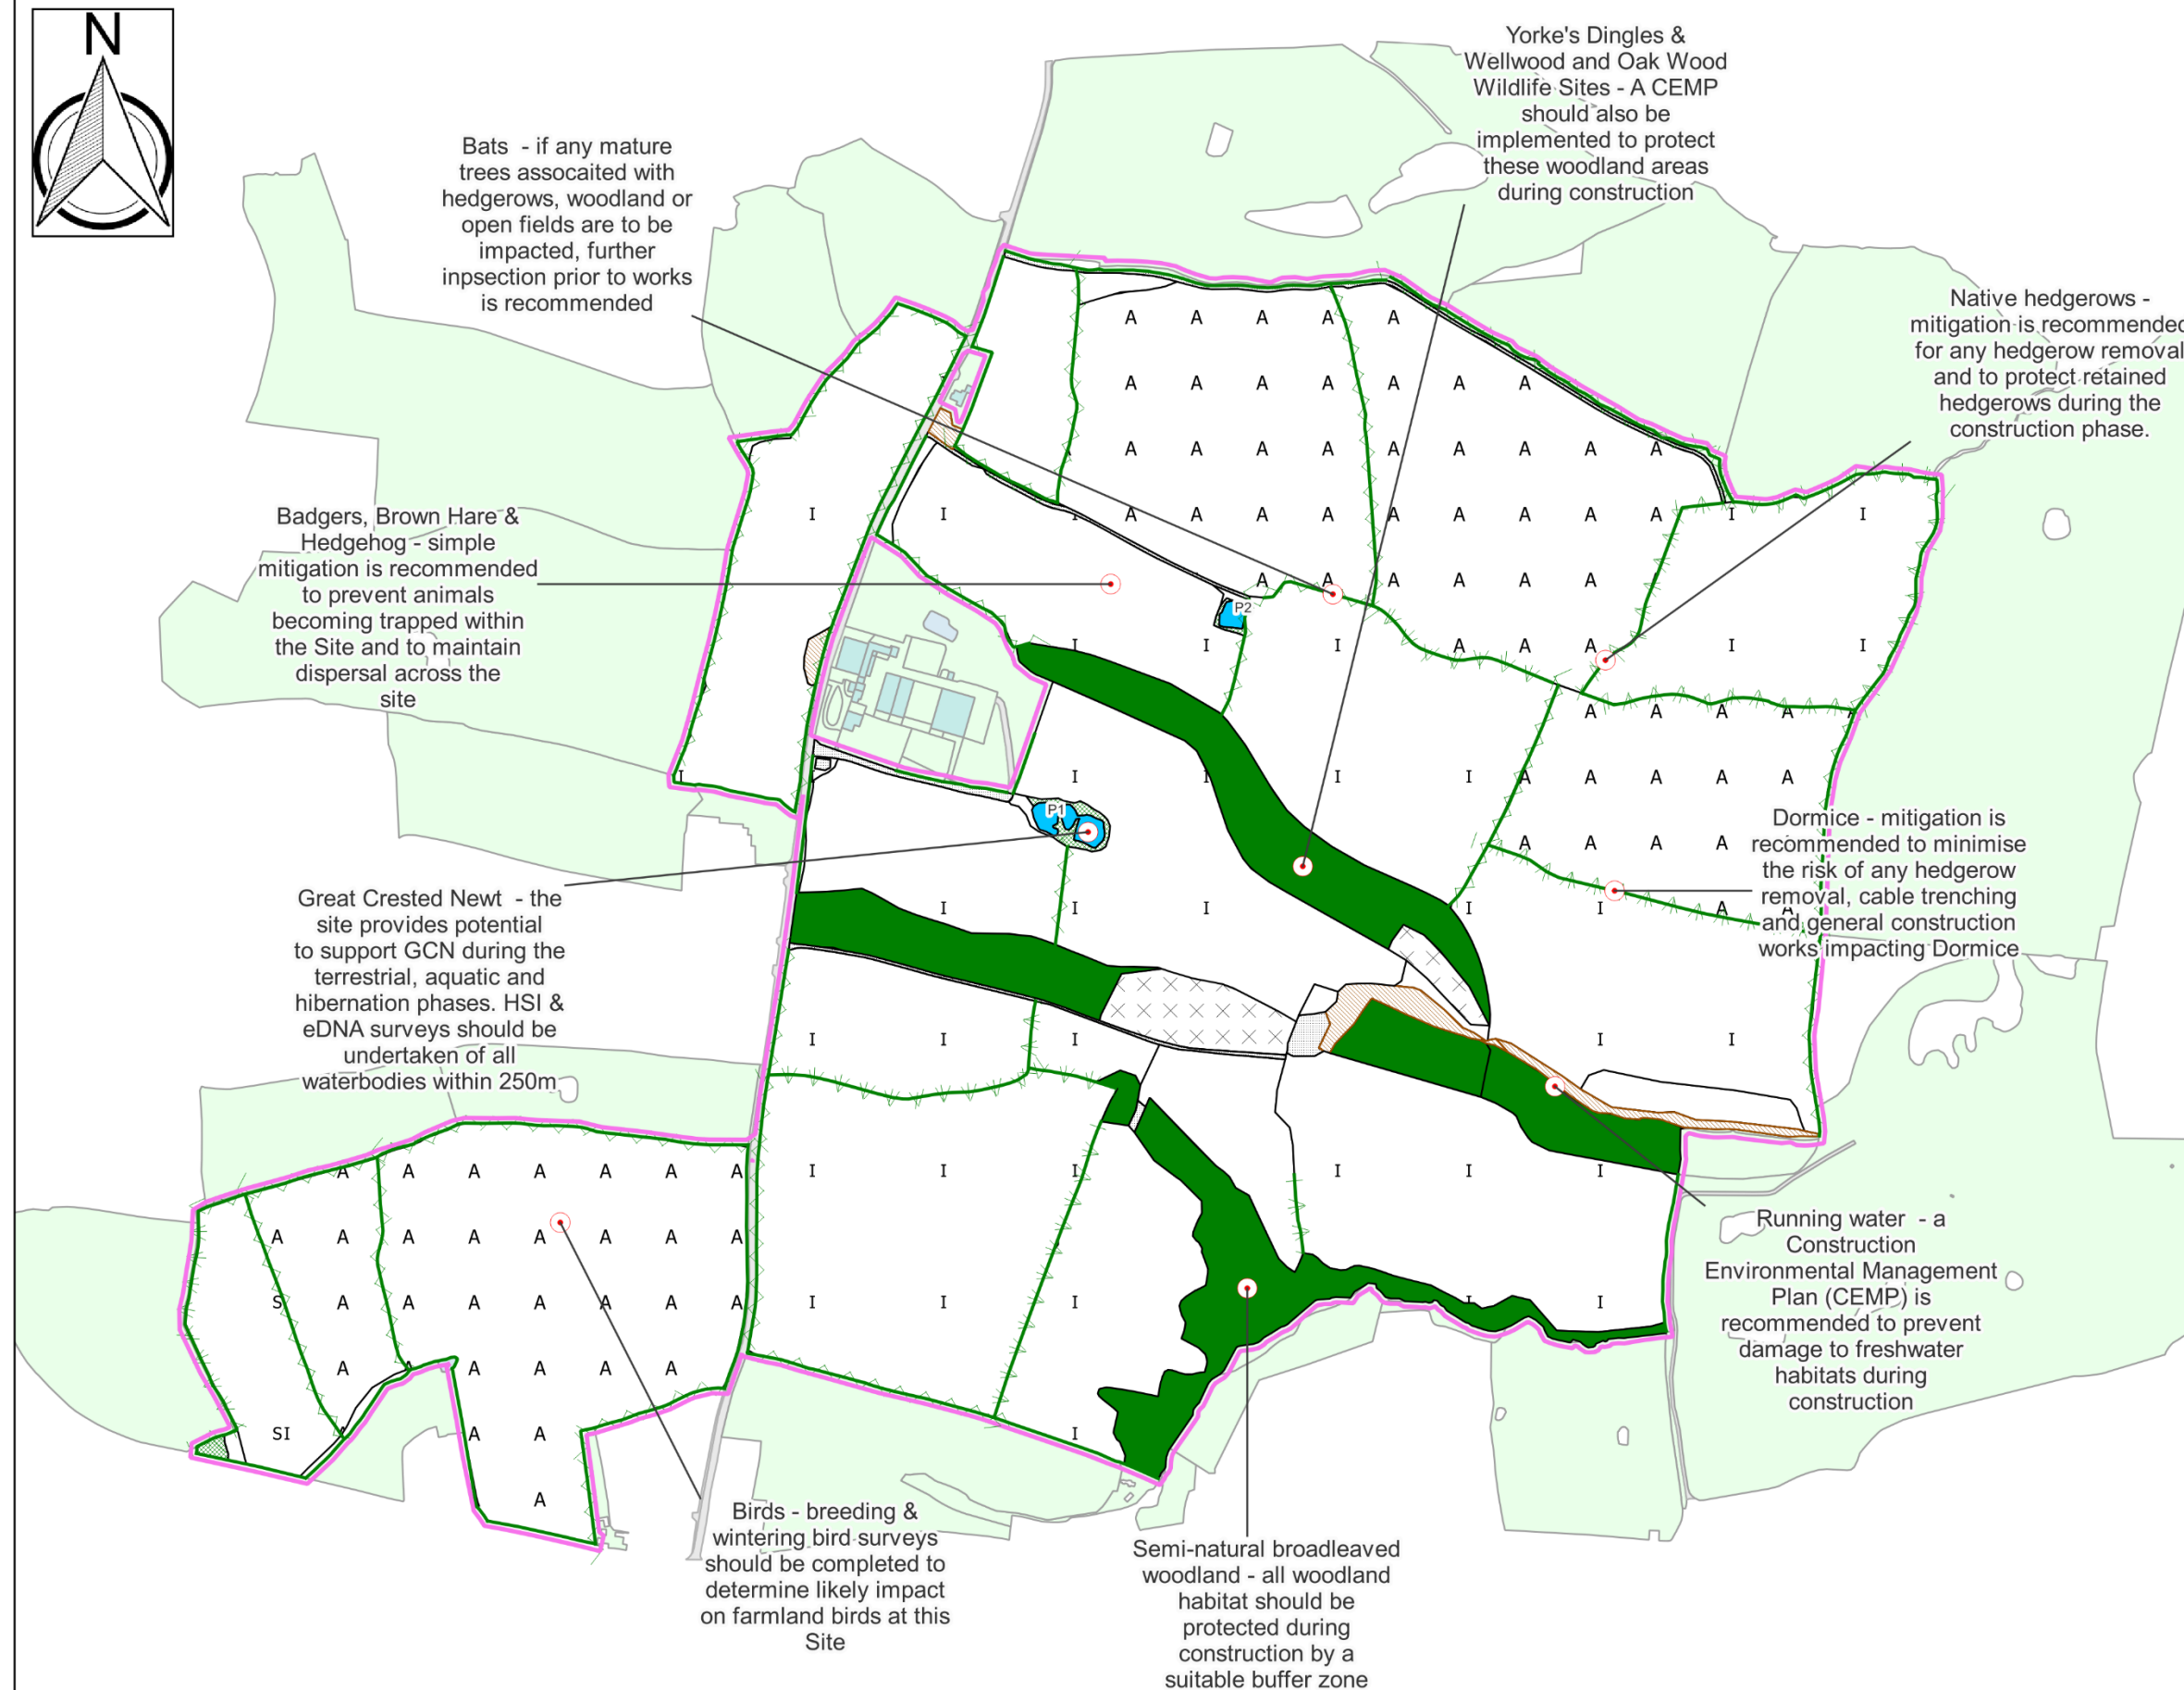 N
Yorke's Dingles &
Wellwood and Oak Wood
Wildlife Sites - A CEMP
should also be
implemented to protect
these woodland areas
during construction
Bats - if any mature
trees assocaited with
hedgerows, woodland or
open fields are to be
impacted, further
inpsection prior to works
is recommended
Native hedgerows -
mitigation is recommended
for any hedgerow removal
and to protect retained
hedgerows during the
construction phase.
A A A A A
A A A A A A A
A A A A A A A A A
I I I A A A A A A A A A I I
Badgers, Brown Hare &
Hedgehog - simple
mitigation is recommended
to prevent animals
becoming trapped within
the Site and to maintain
dispersal across the
site
A A A A A A
P2
I I I A A A I I
A A A A A
I I I I I A A A A A
P1
A A A A
Dormice - mitigation is
recommended to minimise
the risk of any hedgerow
removal, cable trenching
and general construction
works impacting Dormice
Great Crested Newt - the
site provides potential
to support GCN during the
terrestrial, aquatic and
hibernation phases. HSI &
eDNA surveys should be
undertaken of all
waterbodies within 250m
I I I I I A A
I I I I I
A A A A A A A I I I I I I
Running water - a
Construction
Environmental Management
Plan (CEMP) is
recommended to prevent
damage to freshwater
habitats during
construction
A A A A A A A A
S A A A A A A A I I I I I
A A A A A A
SI A A A I
A
Birds - breeding &
wintering bird surveys
should be completed to
determine likely impact
on farmland birds at this
Site
Semi-natural broadleaved
woodland - all woodland
habitat should be
protected during
construction by a
suitable buffer zone